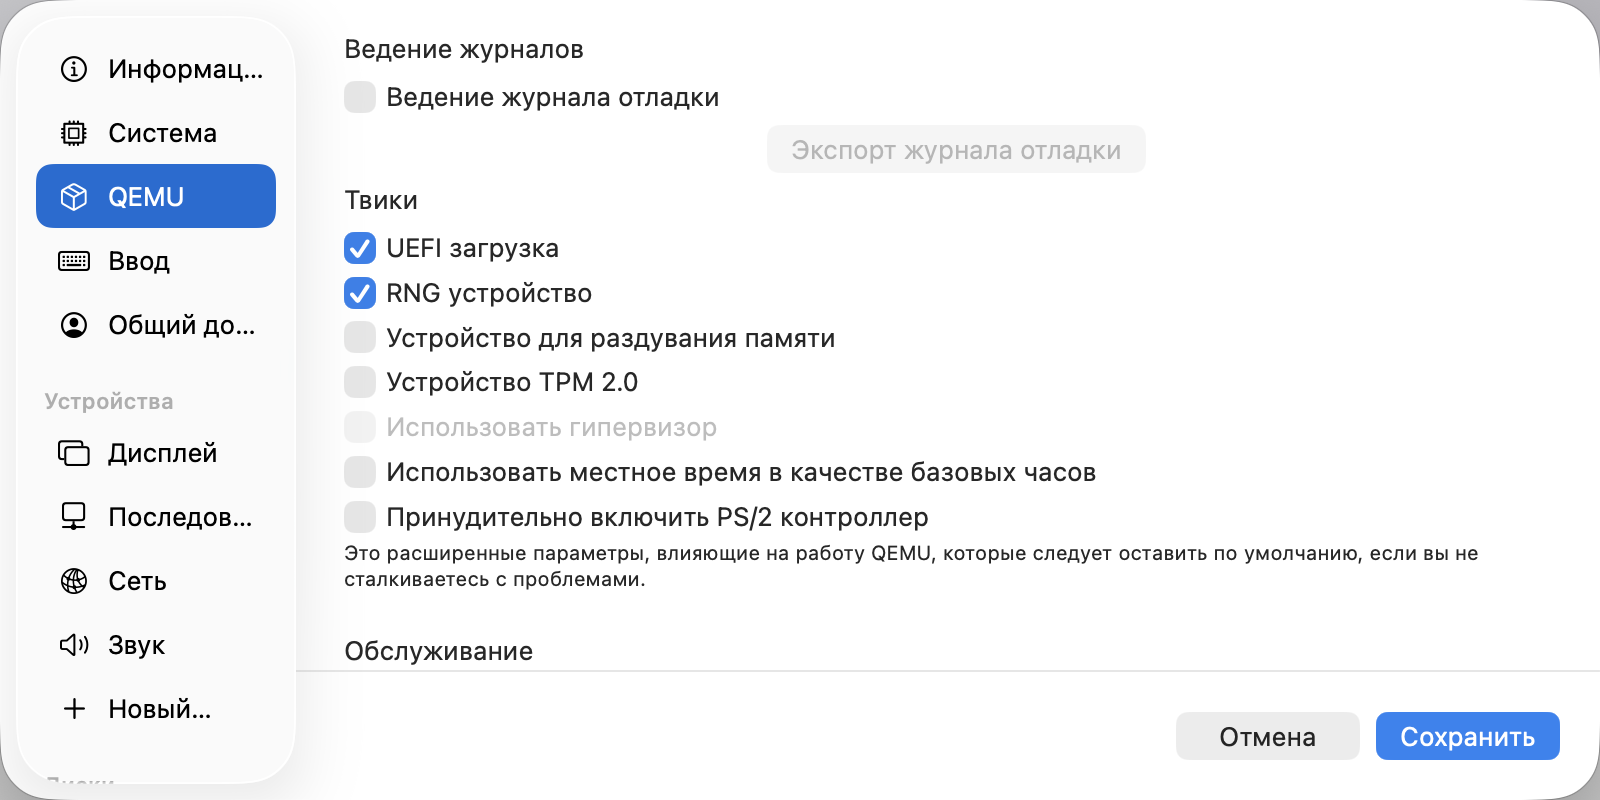 Информац...
Система
QEMU
Ввод
Общий до...
Устройства
Дисплей
Последов...
Сеть
Звук
Новый...
Диски
Ведение журналов
Ведение журнала отладки
Экспорт журнала отладки
Твики
UEFI загрузка
RNG устройство
Устройство для раздувания памяти
Устройство TPM 2.0
Использовать гипервизор
Использовать местное время в качестве базовых часов
Принудительно включить PS/2 контроллер
Это расширенные параметры, влияющие на работу QEMU, которые следует оставить по умолчанию, если вы не
сталкиваетесь с проблемами.
Обслуживание
Отмена
Сохранить